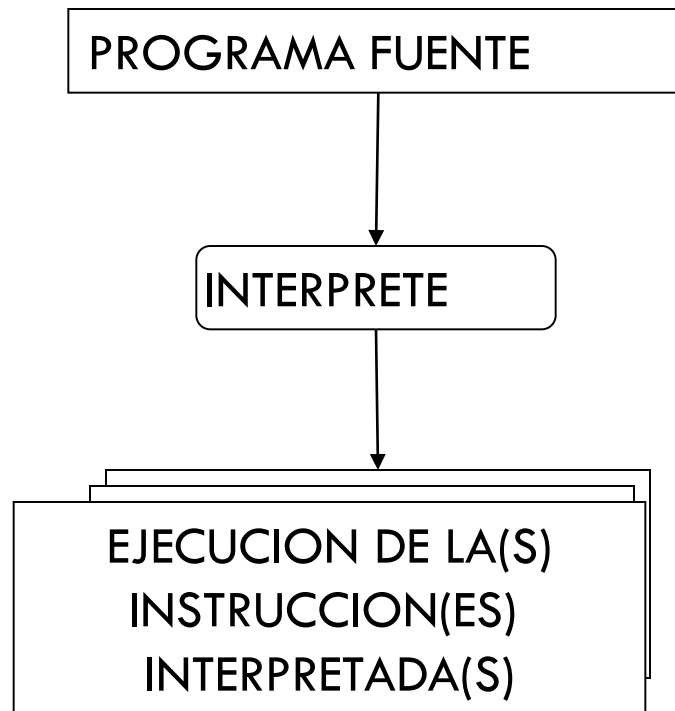 PROGRAMA FUENTE
INTERPRETE
EJECUCION DE LA(S)
INSTRUCCION(ES)
INTERPRETADA(S)